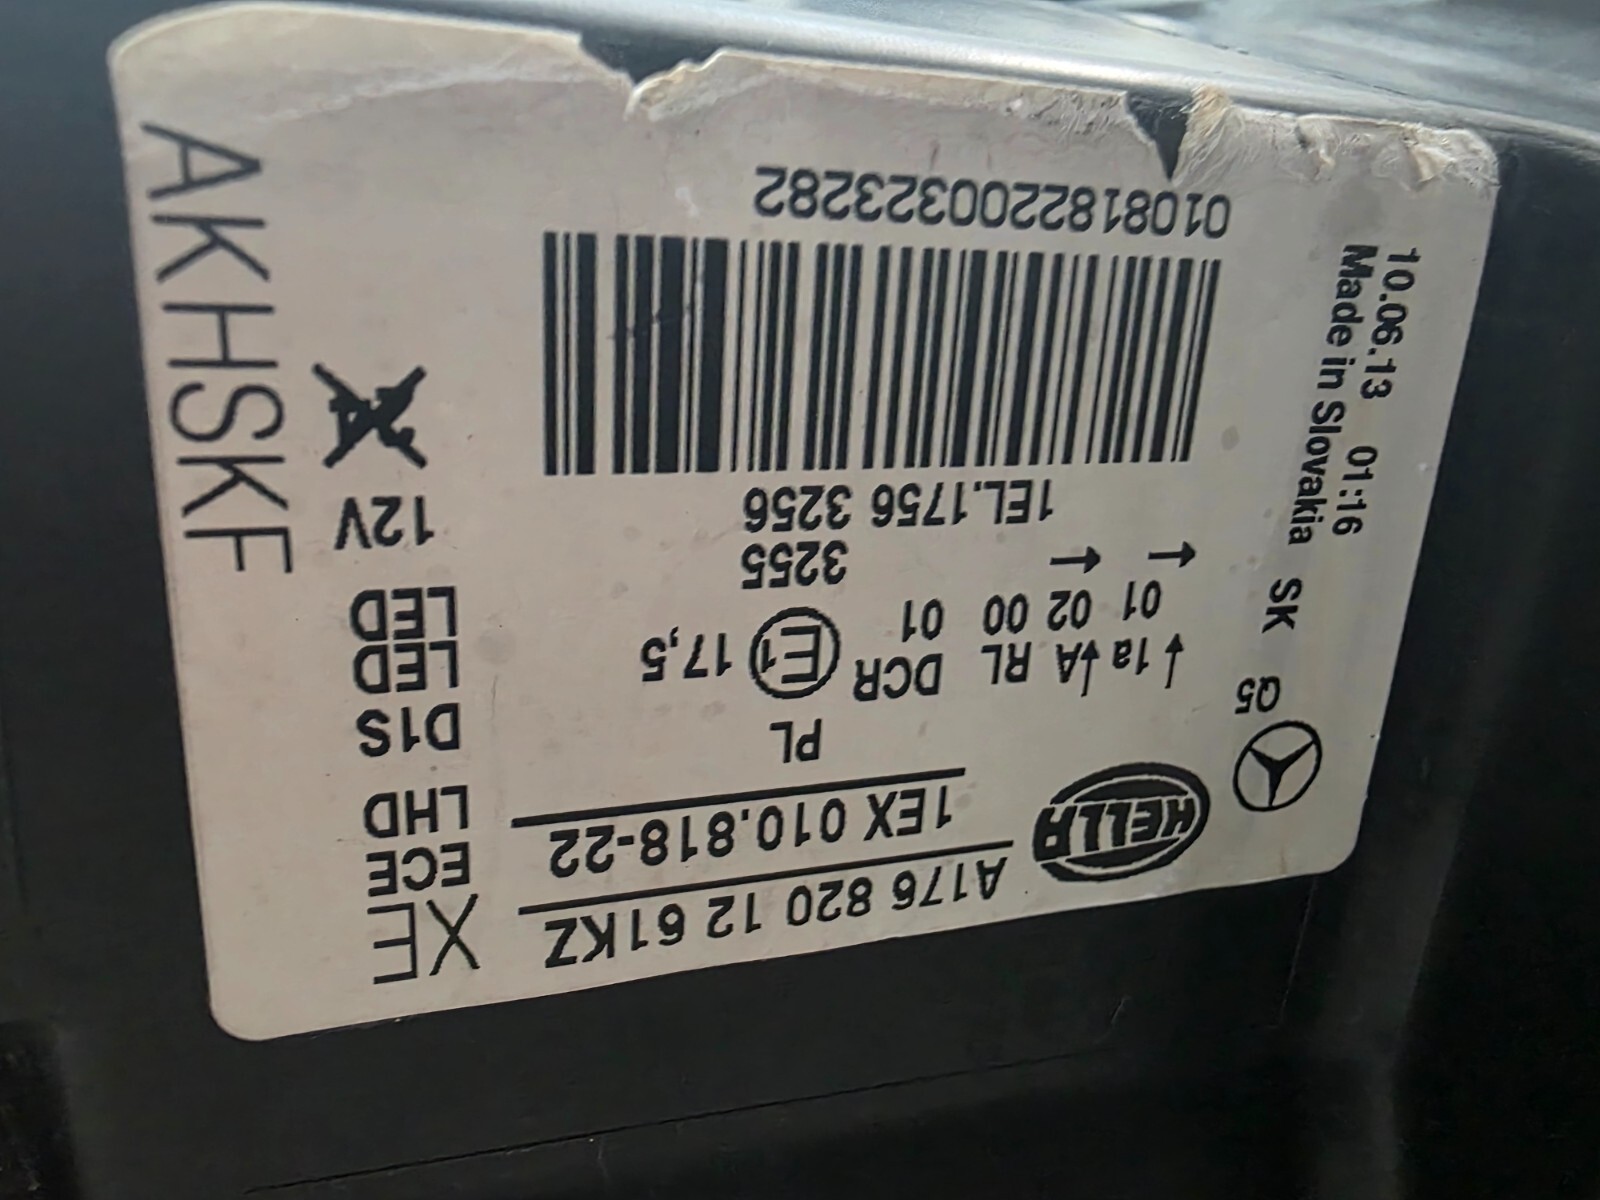 A176 820 12 61KZ
XE
HELLA
1EX 010.818-22
ECE
LHD
PL
D1S
Q5
↓1a ↓A RL DCR E1 17,5
LED
01 02 00 01
LED
← ←
3255
12V
1EL.1756 3256
SK
Made in Slovakia
10.06.13 01:16
0108182200323282
AKHSKF